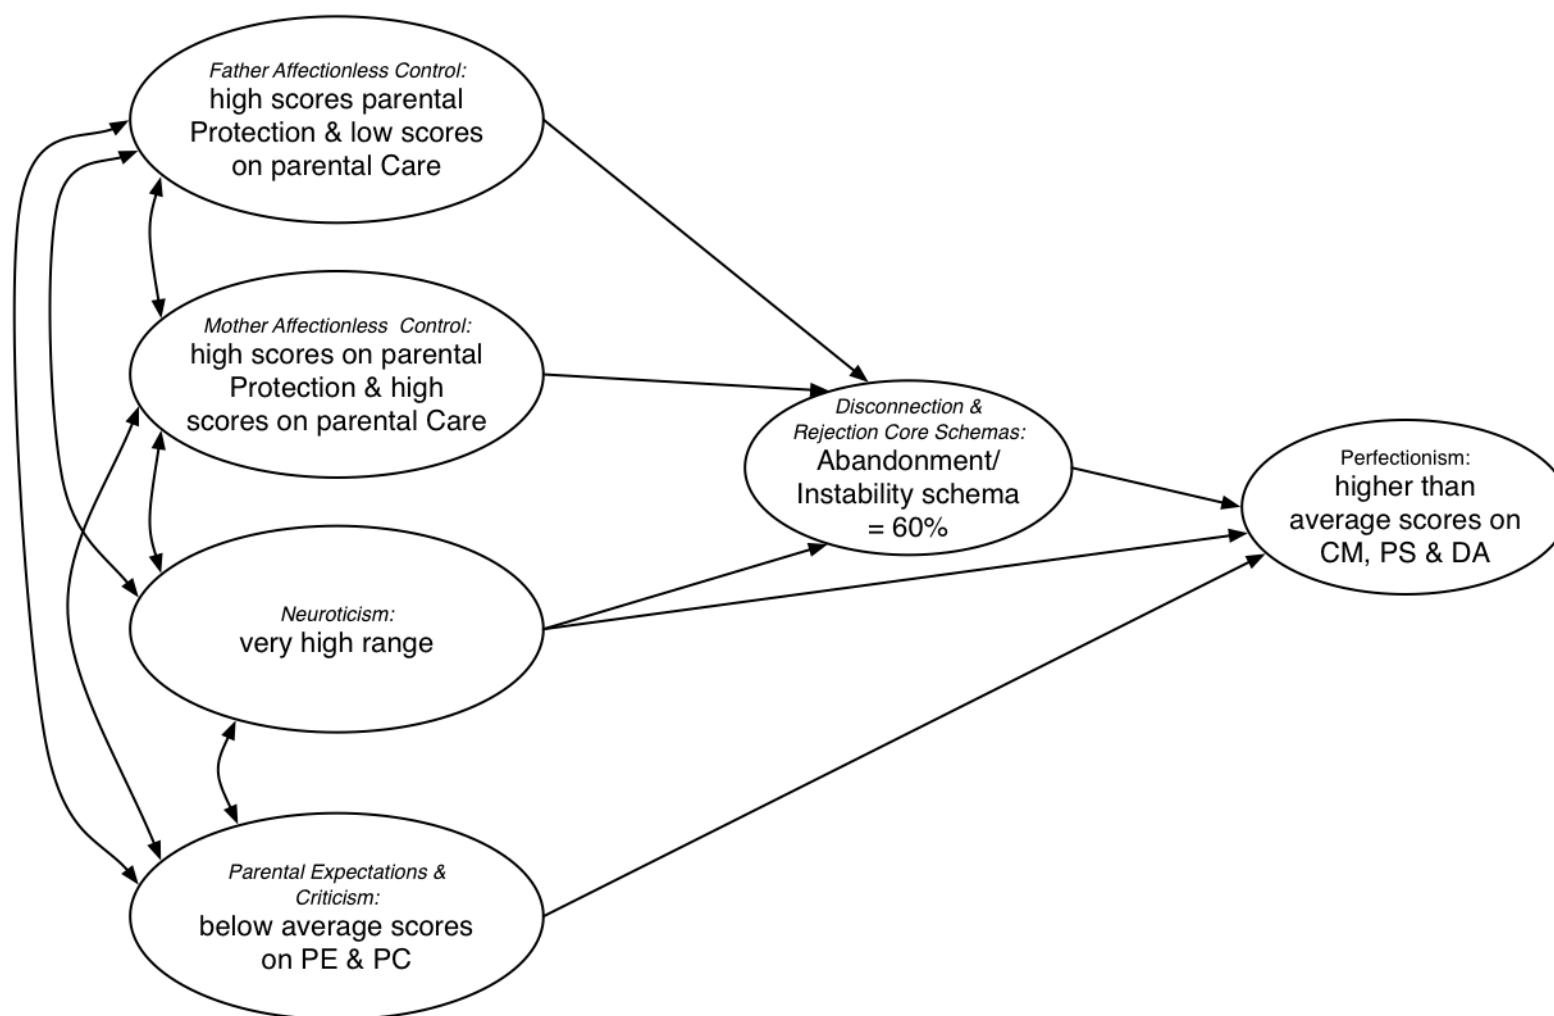 Father Affectionless Control:
high scores parental
Protection & low scores
on parental Care
Mother Affectionless  Control:
high scores on parental
Protection & high
scores on parental Care
Disconnection &
Rejection Core Schemas:
Abandonment/
Instability schema
= 60%
Perfectionism:
higher than
average scores on
CM, PS & DA
Neuroticism:
very high range
Parental Expectations &
Criticism:
below average scores
on PE & PC